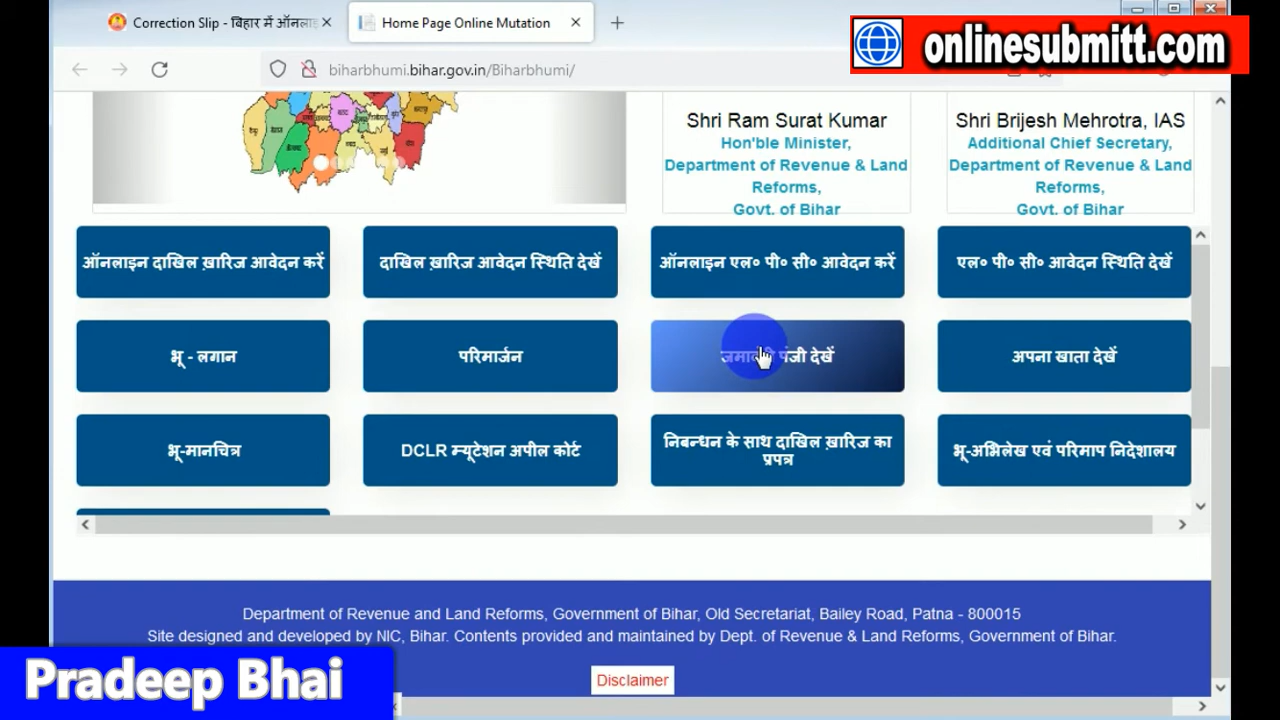 Correction Slip - बिहार में ऑनलाइ
Home Page Online Mutation
onlinesubmitt.com
biharbhumi.bihar.gov.in/Biharbhumi/
Shri Ram Surat Kumar
Hon'ble Minister,
Department of Revenue & Land
Reforms,
Govt. of Bihar
Shri Brijesh Mehrotra, IAS
Additional Chief Secretary,
Department of Revenue & Land
Reforms,
Govt. of Bihar
ऑनलाइन दाखिल ख़ारिज आवेदन करें
दाखिल ख़ारिज आवेदन स्थिति देखें
ऑनलाइन एल० पी० सी० आवेदन करें
एल० पी० सी० आवेदन स्थिति देखें
भू - लगान
परिमार्जन
पंजी देखें
अपना खाता देखें
भू-मानचित्र
DCLR म्यूटेशन अपील कोर्ट
निबन्धन के साथ दाखिल ख़ारिज का
प्रपत्र
भू-अभिलेख एवं परिमाप निदेशालय
Department of Revenue and Land Reforms, Government of Bihar, Old Secretariat, Bailey Road, Patna - 800015
Site designed and developed by NIC, Bihar. Contents provided and maintained by Dept. of Revenue & Land Reforms, Government of Bihar.
Disclaimer
Pradeep Bhai